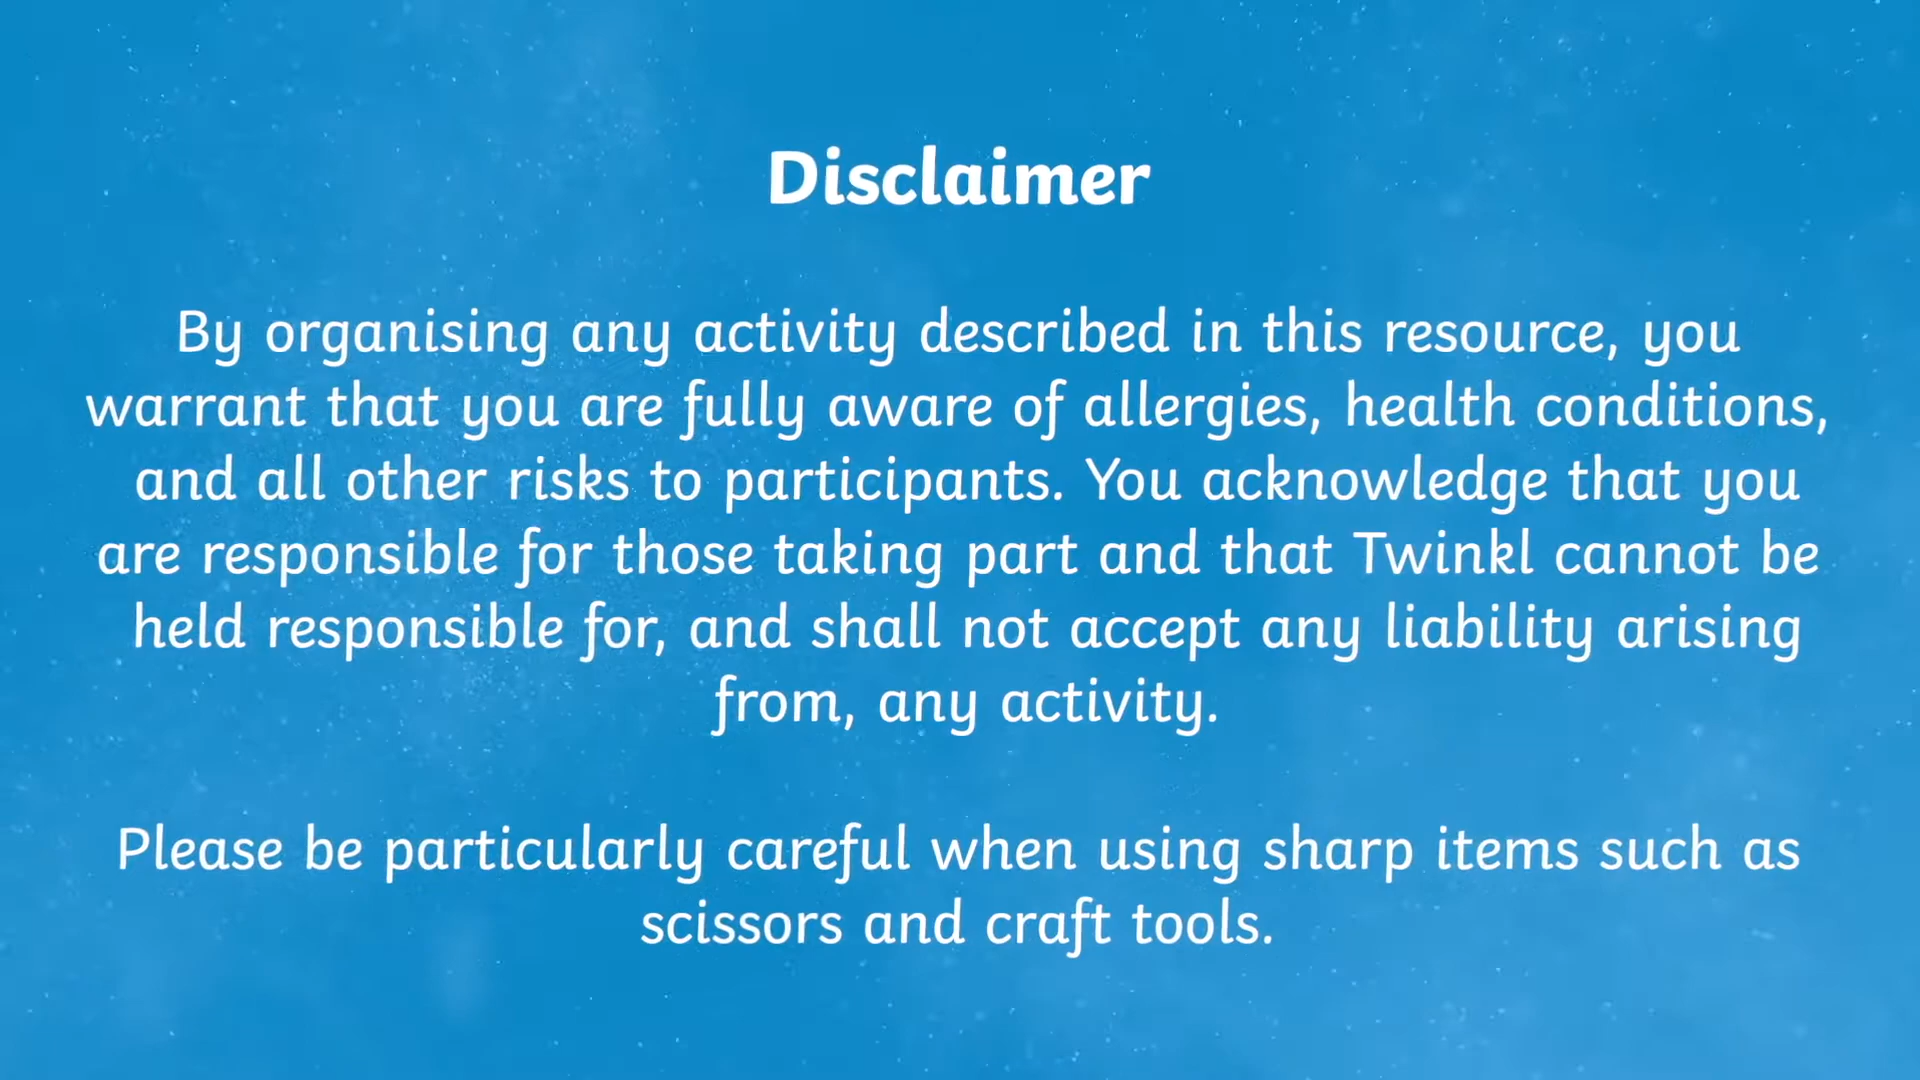 Disclaimer
By organising any activity described in this resource, you
warrant that you are fully aware of allergies, health conditions,
and all other risks to participants. You acknowledge that you
are responsible for those taking part and that Twinkl cannot be
held responsible for, and shall not accept any liability arising
from, any activity.
Please be particularly careful when using sharp items such as
scissors and craft tools.